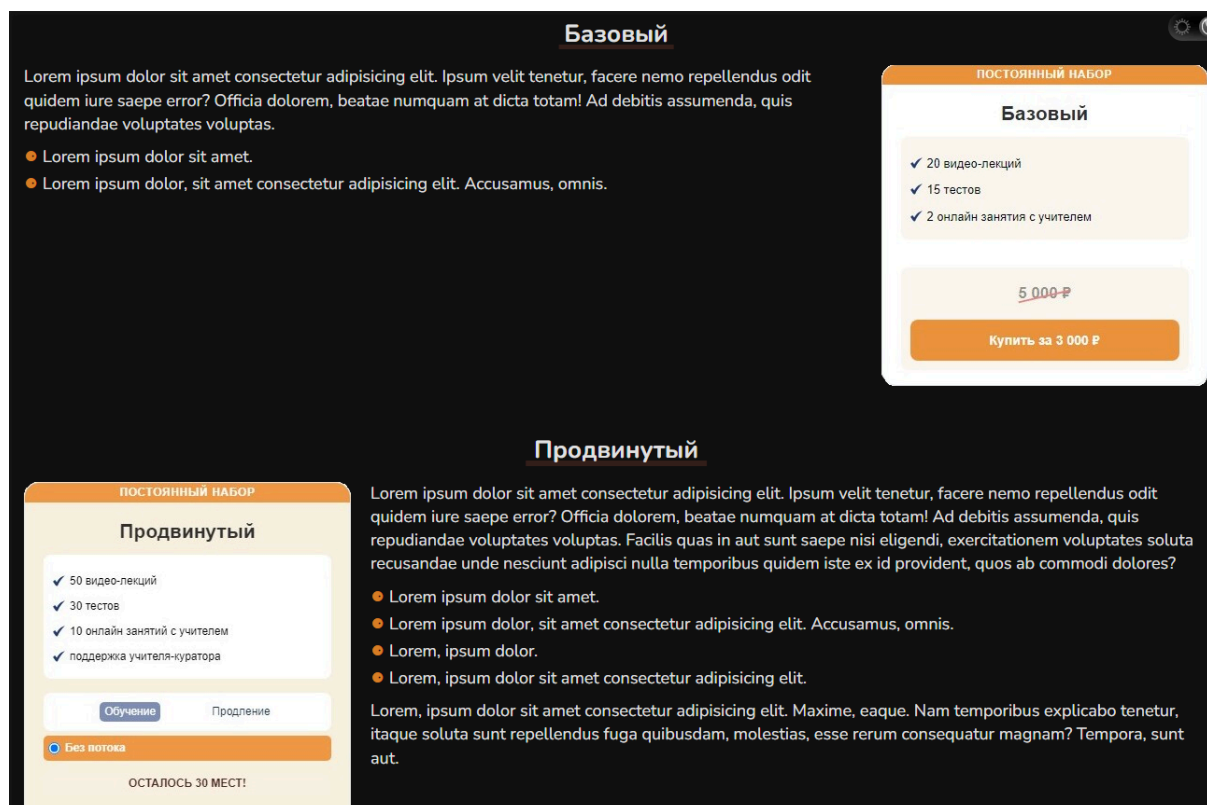 Базовый
Lorem ipsum dolor sit amet consectetur adipisicing elit. Ipsum velit tenetur, facere nemo repellendus odit
quidem iure saepe error? Officia dolorem, beatae numquam at dicta totam! Ad debitis assumenda, quis
repudiandae voluptates voluptas.
Lorem ipsum dolor sit amet.
Lorem ipsum dolor, sit amet consectetur adipisicing elit. Accusamus, omnis.
ПОСТОЯННЫЙ НАБОР
Базовый
20 видео-лекций
15 тестов
2 онлайн занятия с учителем
5 000 ₽
Купить за 3 000 ₽
Продвинутый
ПОСТОЯННЫЙ НАБОР
Продвинутый
50 видео-лекций
30 тестов
10 онлайн занятий с учителем
поддержка учителя-куратора
Обучение Продление
Без потока
ОСТАЛОСЬ 30 МЕСТ!
Lorem ipsum dolor sit amet consectetur adipisicing elit. Ipsum velit tenetur, facere nemo repellendus odit
quidem iure saepe error? Officia dolorem, beatae numquam at dicta totam! Ad debitis assumenda, quis
repudiandae voluptates voluptas. Facilis quas in aut sunt saepe nisi eligendi, exercitationem voluptates soluta
recusandae unde nesciunt adipisci nulla temporibus quidem iste ex id provident, quos ab commodi dolores?
Lorem ipsum dolor sit amet.
Lorem ipsum dolor, sit amet consectetur adipisicing elit. Accusamus, omnis.
Lorem, ipsum dolor.
Lorem, ipsum dolor sit amet consectetur adipisicing elit.
Lorem, ipsum dolor sit amet consectetur adipisicing elit. Maxime, eaque. Nam temporibus explicabo tenetur,
itaque soluta sunt repellendus fuga quibusdam, molestias, esse rerum consequatur magnam? Tempora, sunt
aut.